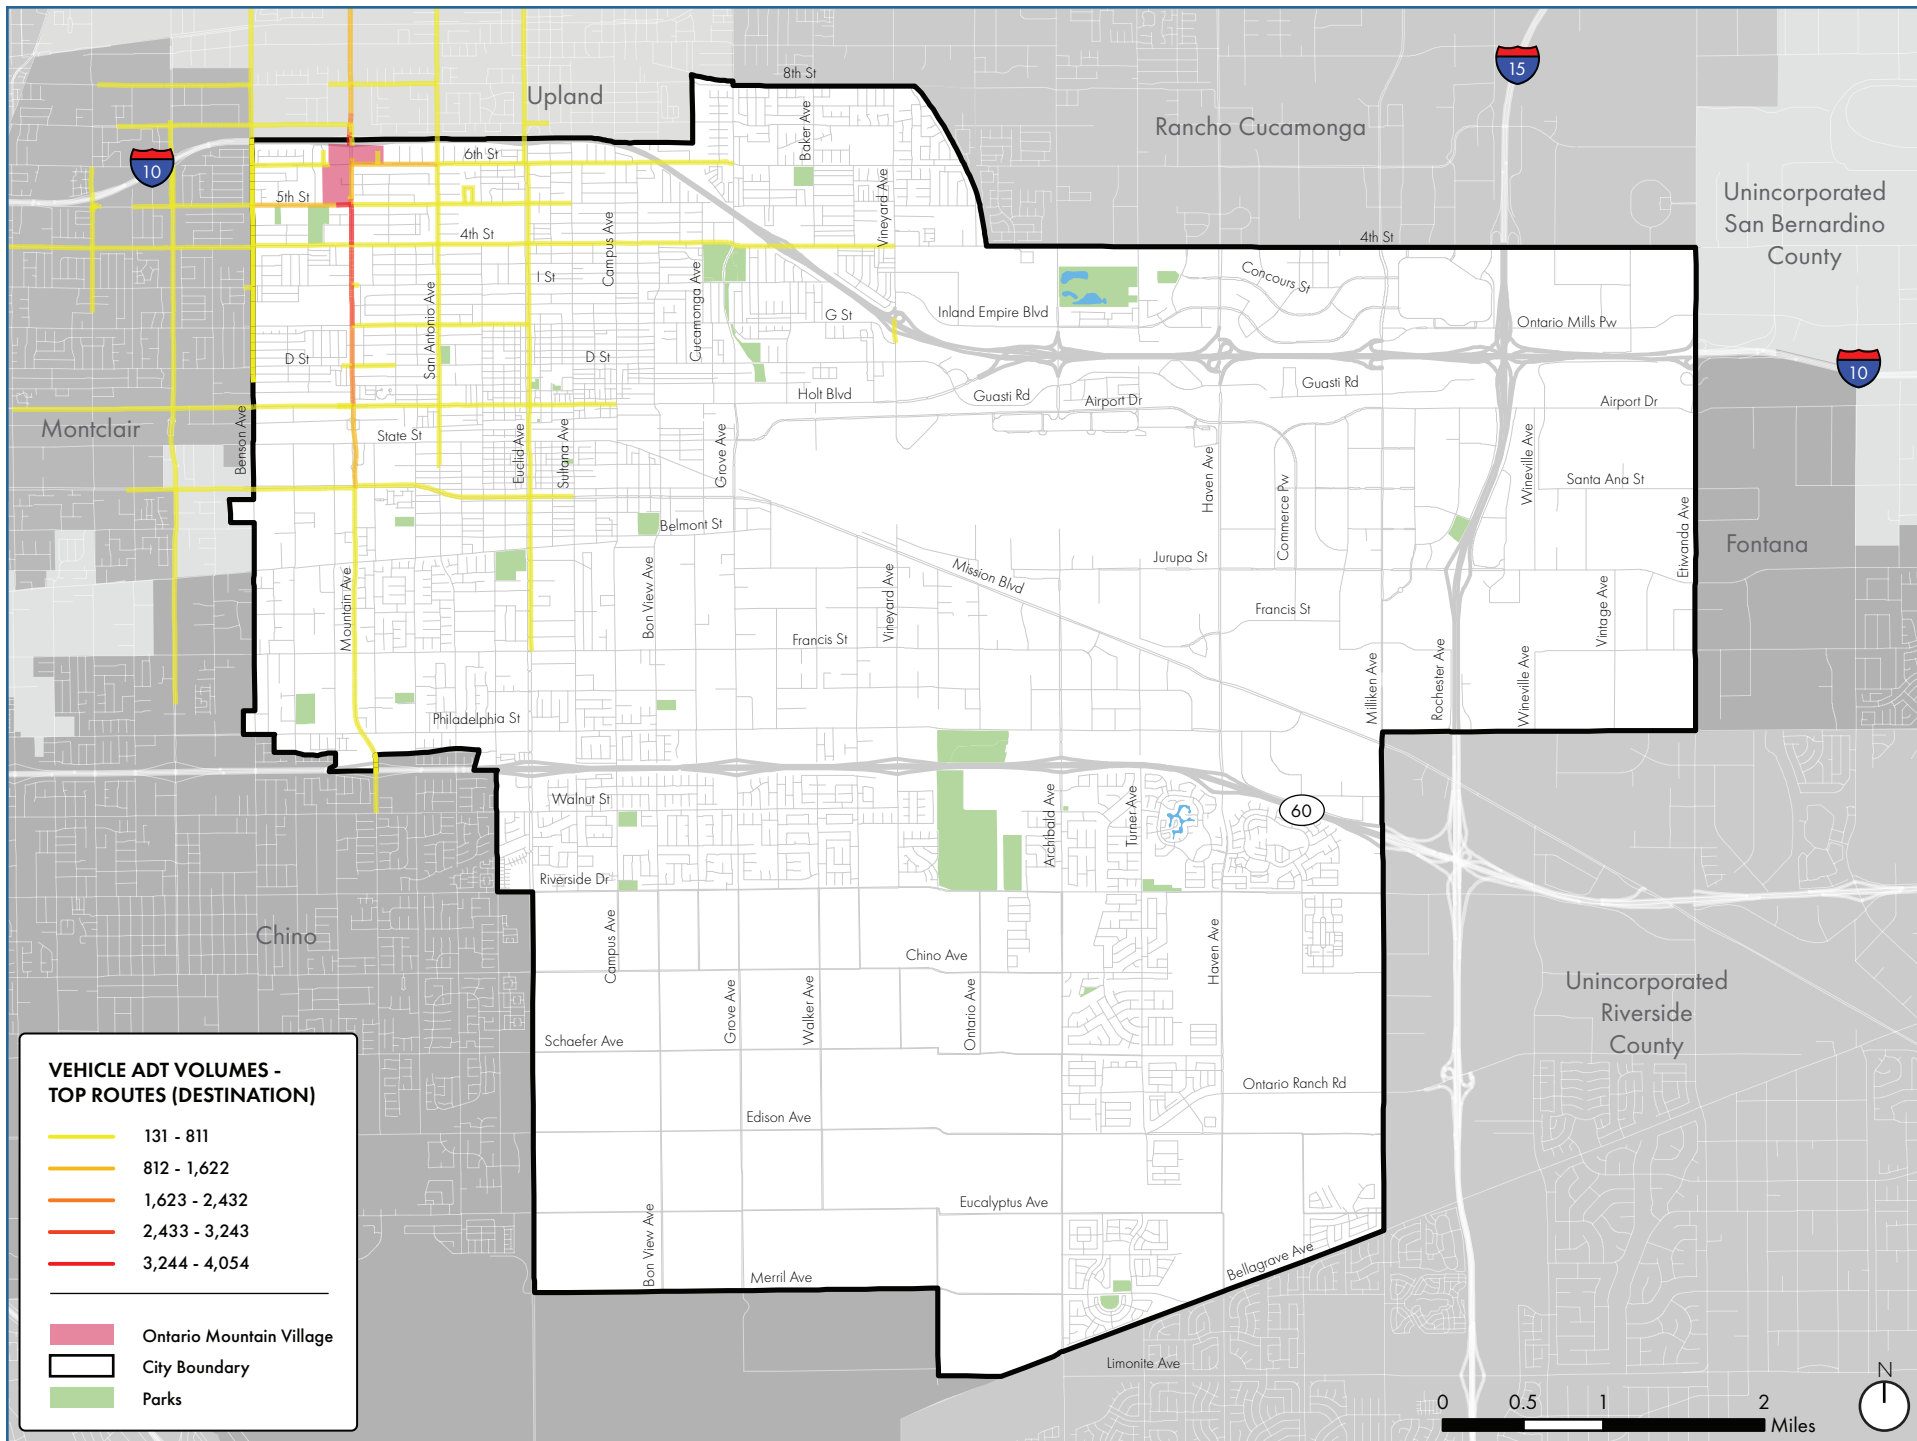 8th St
15
Upland
Baker Ave
Rancho Cucamonga
10
6th St
5th St
Vineyard Ave
Unincorporated
San Bernardino
County
4th St
Campus Ave
4th St
I St
Cucamonga Ave
Concours St
San Antonio Ave
G St
Inland Empire Blvd
Ontario Mills Pw
D St
D St
10
Holt Blvd
Guasti Rd
Guasti Rd
Airport Dr
Airport Dr
Montclair
Benson Ave
State St
Euclid Ave
Sultana Ave
Grove Ave
Haven Ave
Commerce Pw
Wineville Ave
Santa Ana St
Etiwanda Ave
Belmont St
Fontana
Mountain Ave
Bon View Ave
Vineyard Ave
Mission Blvd
Jurupa St
Francis St
Vintage Ave
Francis St
Milliken Ave
Rochester Ave
Wineville Ave
Philadelphia St
Walnut St
Archibald Ave
Turner Ave
60
Riverside Dr
Chino
Campus Ave
Chino Ave
Haven Ave
Grove Ave
Walker Ave
Ontario Ave
Unincorporated
Riverside
County
Schaefer Ave
Ontario Ranch Rd
Edison Ave
Eucalyptus Ave
Bon View Ave
Merril Ave
Bellagrave Ave
Limonite Ave
VEHICLE ADT VOLUMES -
TOP ROUTES (DESTINATION)
131 - 811
812 - 1,622
1,623 - 2,432
2,433 - 3,243
3,244 - 4,054
Ontario Mountain Village
City Boundary
Parks
N
0 0.5 1 2
Miles